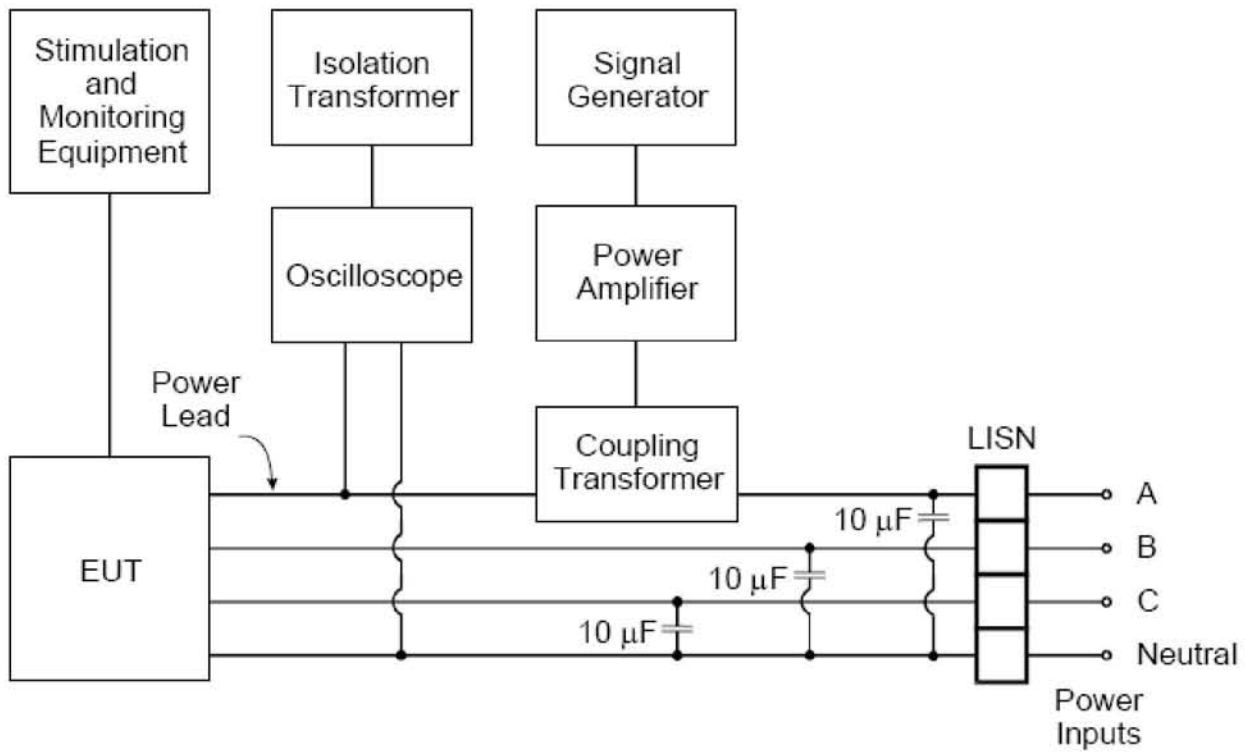 Stimulation
and
Monitoring
Equipment
Isolation
Transformer
Signal
Generator
Oscilloscope
Power
Amplifier
Power
Lead
Coupling
Transformer
LISN
A
10 μF
B
EUT
10 μF
C
10 μF
Neutral
Power
Inputs